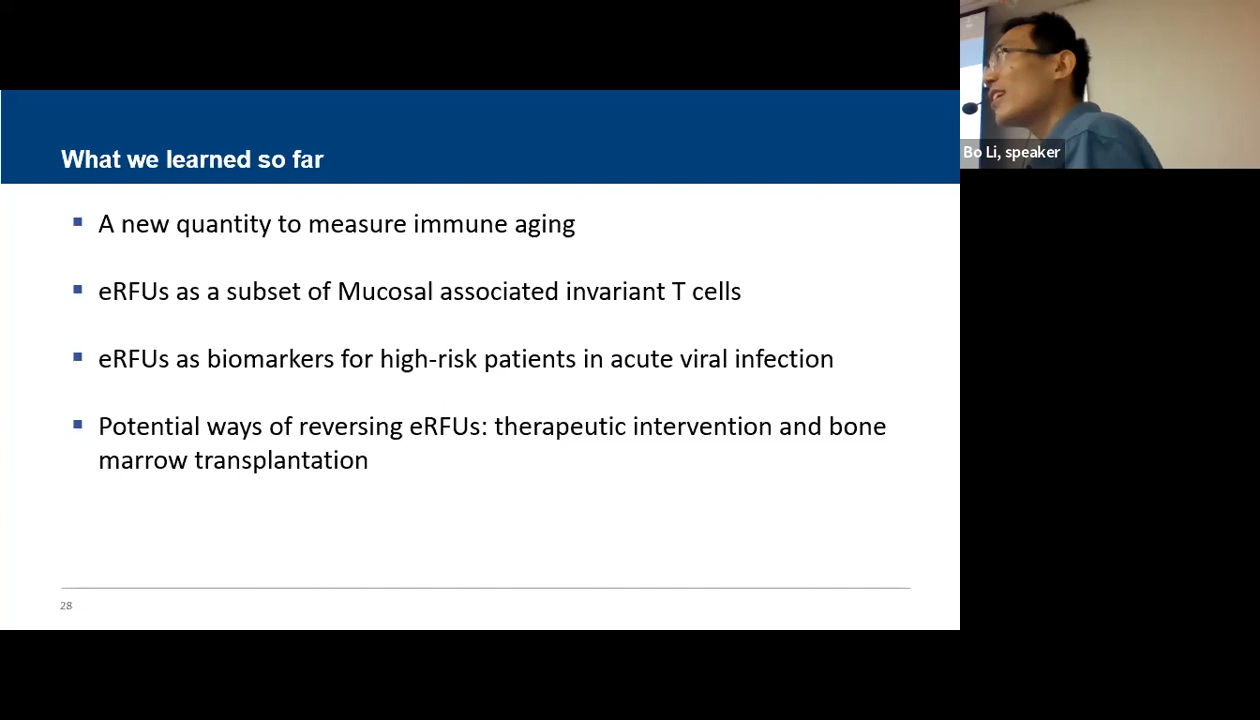 What we learned so far
A new quantity to measure immune aging
eRFUs as a subset of Mucosal associated invariant T cells
eRFUs as biomarkers for high-risk patients in acute viral infection
Potential ways of reversing eRFUs: therapeutic intervention and bone
marrow transplantation
28
Bo Li, speaker